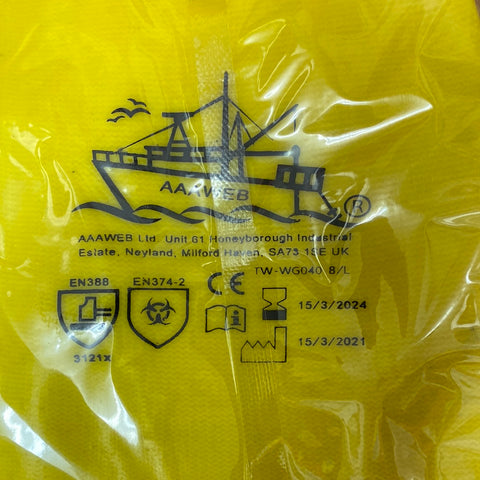 AAAWEB
®
AAAWEB Ltd. Unit 61 Honeyborough Industrial
Estate, Neyland, Milford Haven, SA73 1SE UK
TW-WG040 8/L
EN388
EN374-2
CE
15/3/2024
3121x
15/3/2021